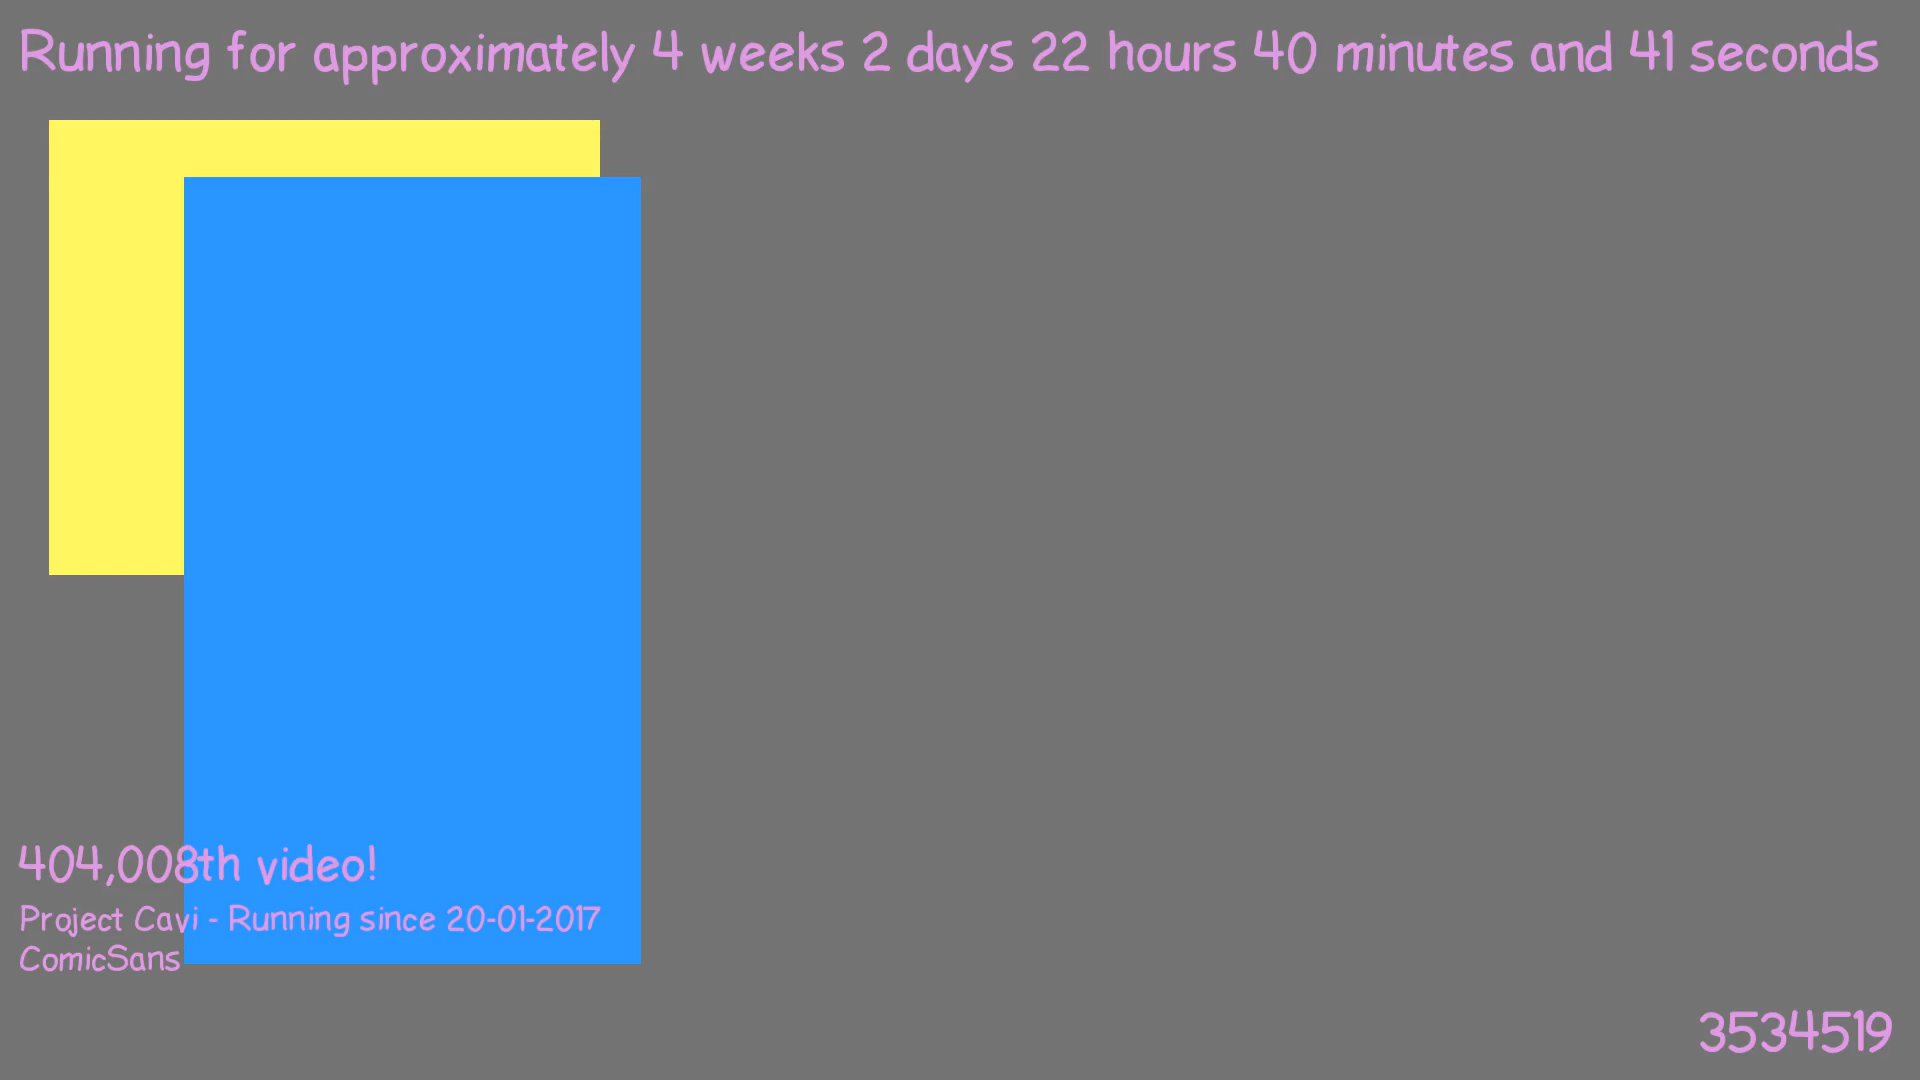 Running for approximately 4 weeks 2 days 22 hours 40 minutes and 41 seconds
404,008th video!
Project Cavi - Running since 20-01-2017
ComicSans
3534519